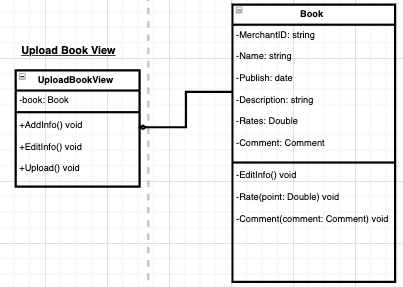 Upload Book View
UploadBookView
-book: Book
+AddInfo() void
+EditInfo() void
+Upload() void
Book
-MerchantID: string
-Name: string
-Publish: date
-Description: string
-Rates: Double
-Comment: Comment
-EditInfo() void
-Rate(point: Double) void
-Comment(comment: Comment) void